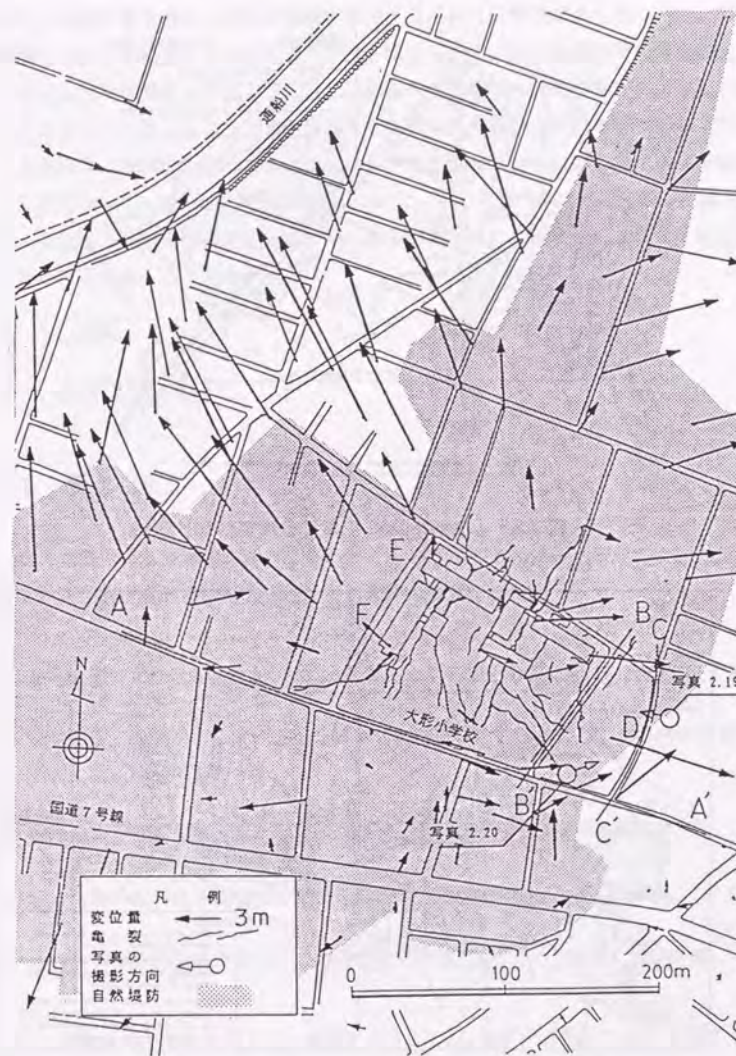 通船川
E
A
F
B
C
写真 2.19
N
大形小学校
D
B'
A'
C'
国道7号線
写真 2.20
凡 例
変位量 3m
亀 裂
写真の
撮影方向
自然堤防
0 100 200m